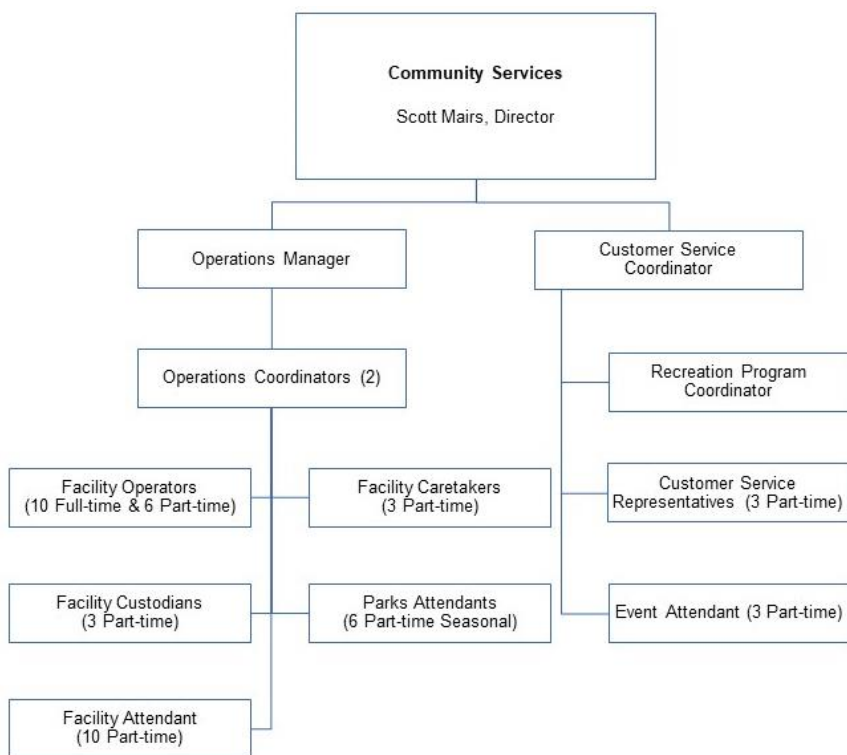 Community Services
Scott Mairs, Director
Operations Manager
Customer Service
Coordinator
Operations Coordinators (2)
Recreation Program
Coordinator
Facility Operators
(10 Full-time & 6 Part-time)
Facility Caretakers
(3 Part-time)
Customer Service
Representatives (3 Part-time)
Facility Custodians
(3 Part-time)
Parks Attendants
(6 Part-time Seasonal)
Event Attendant (3 Part-time)
Facility Attendant
(10 Part-time)